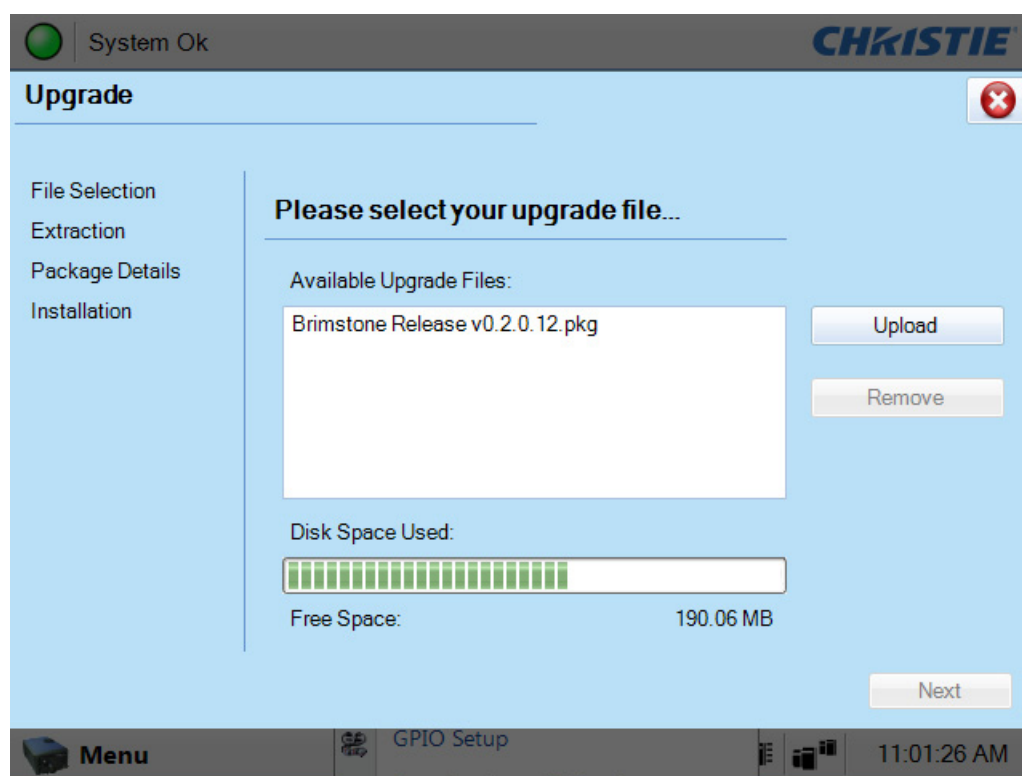 System Ok
CHRISTIE
Upgrade
File Selection
Extraction
Package Details
Installation
Please select your upgrade file...
Available Upgrade Files:
Brimstone Release v0.2.0.12.pkg
Upload
Remove
Disk Space Used:
Free Space: 190.06 MB
Next
Menu
GPIO Setup
11:01:26 AM